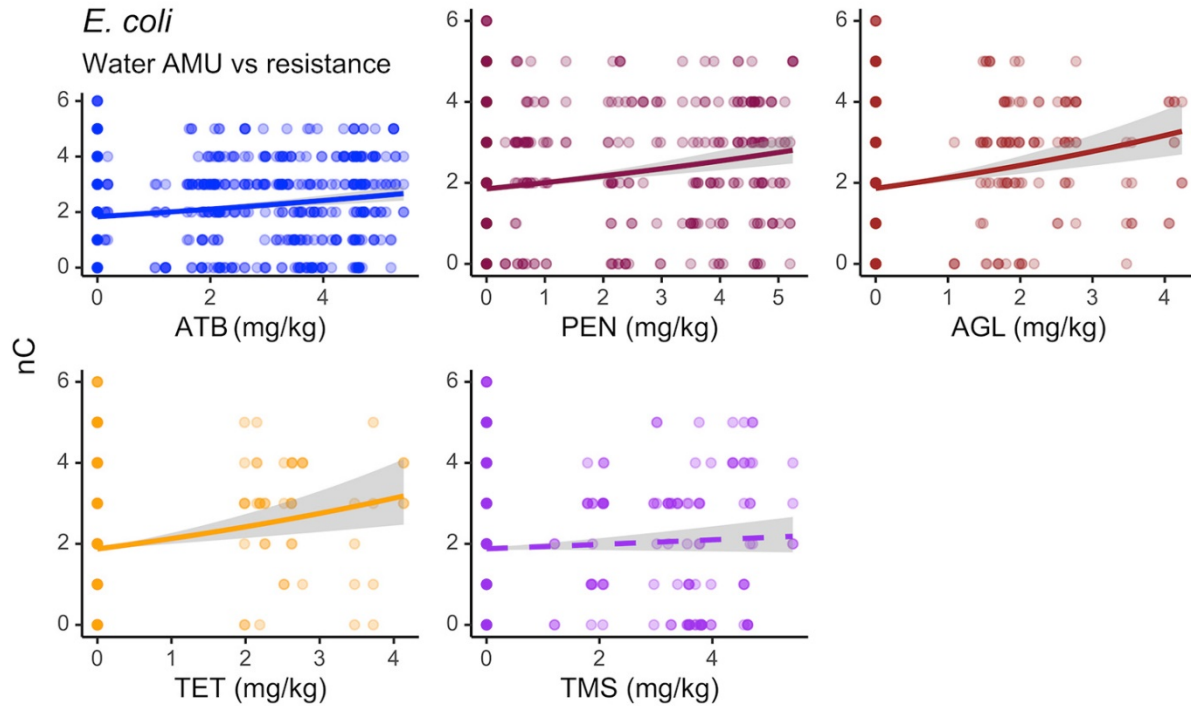 E. coli
Water AMU vs resistance
6
4
2
0
0 2 4
ATB (mg/kg)
6
4
2
0
0 1 2 3 4 5
PEN (mg/kg)
6
4
2
0
0 1 2 3 4
AGL (mg/kg)
nC
6
4
2
0
0 1 2 3 4
TET (mg/kg)
6
4
2
0
0 2 4
TMS (mg/kg)